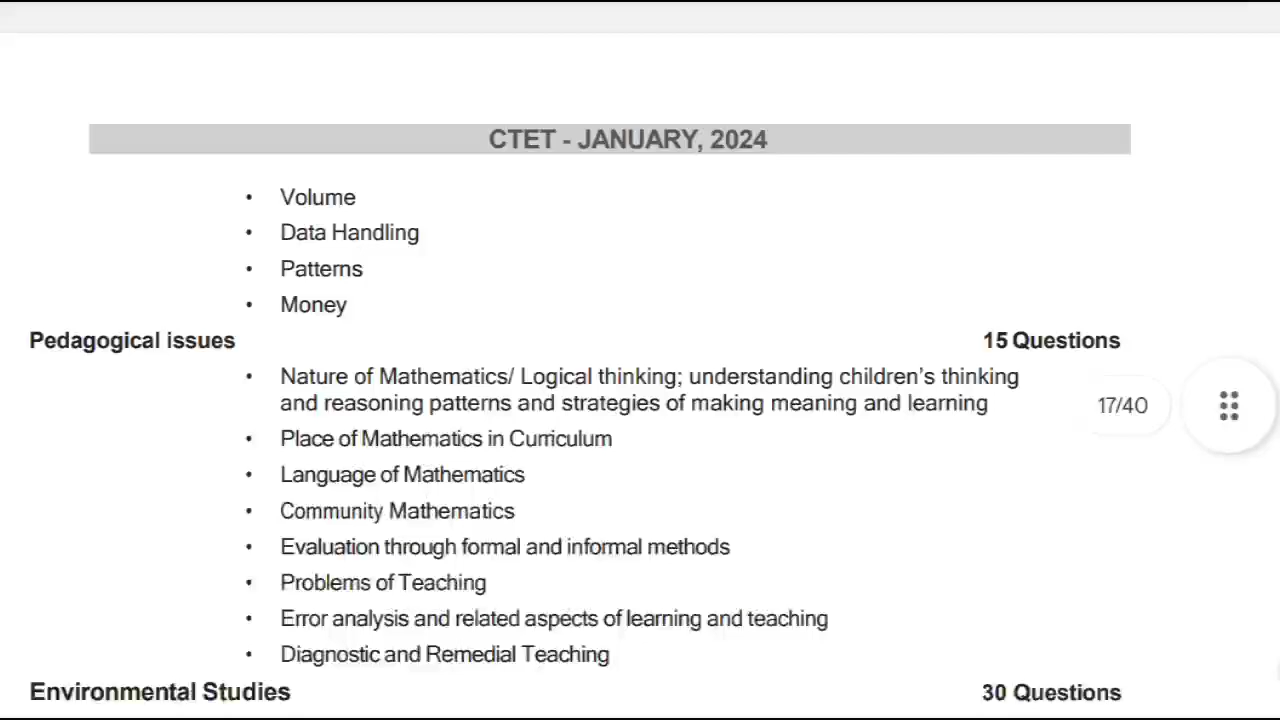 CTET - JANUARY, 2024
• Volume
• Data Handling
• Patterns
• Money
Pedagogical issues 15 Questions
• Nature of Mathematics/ Logical thinking; understanding children's thinking
and reasoning patterns and strategies of making meaning and learning
17/40
• Place of Mathematics in Curriculum
• Language of Mathematics
• Community Mathematics
• Evaluation through formal and informal methods
• Problems of Teaching
• Error analysis and related aspects of learning and teaching
• Diagnostic and Remedial Teaching
Environmental Studies 30 Questions